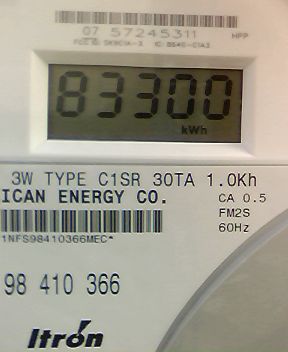 07 57245311
HPP
83300
kWh
3W TYPE C1SR 30TA 1.0Kh
ICAN ENERGY CO.
CA 0.5
FM2S
60Hz
1NFS98410366MEC*
98 410 366
Itron